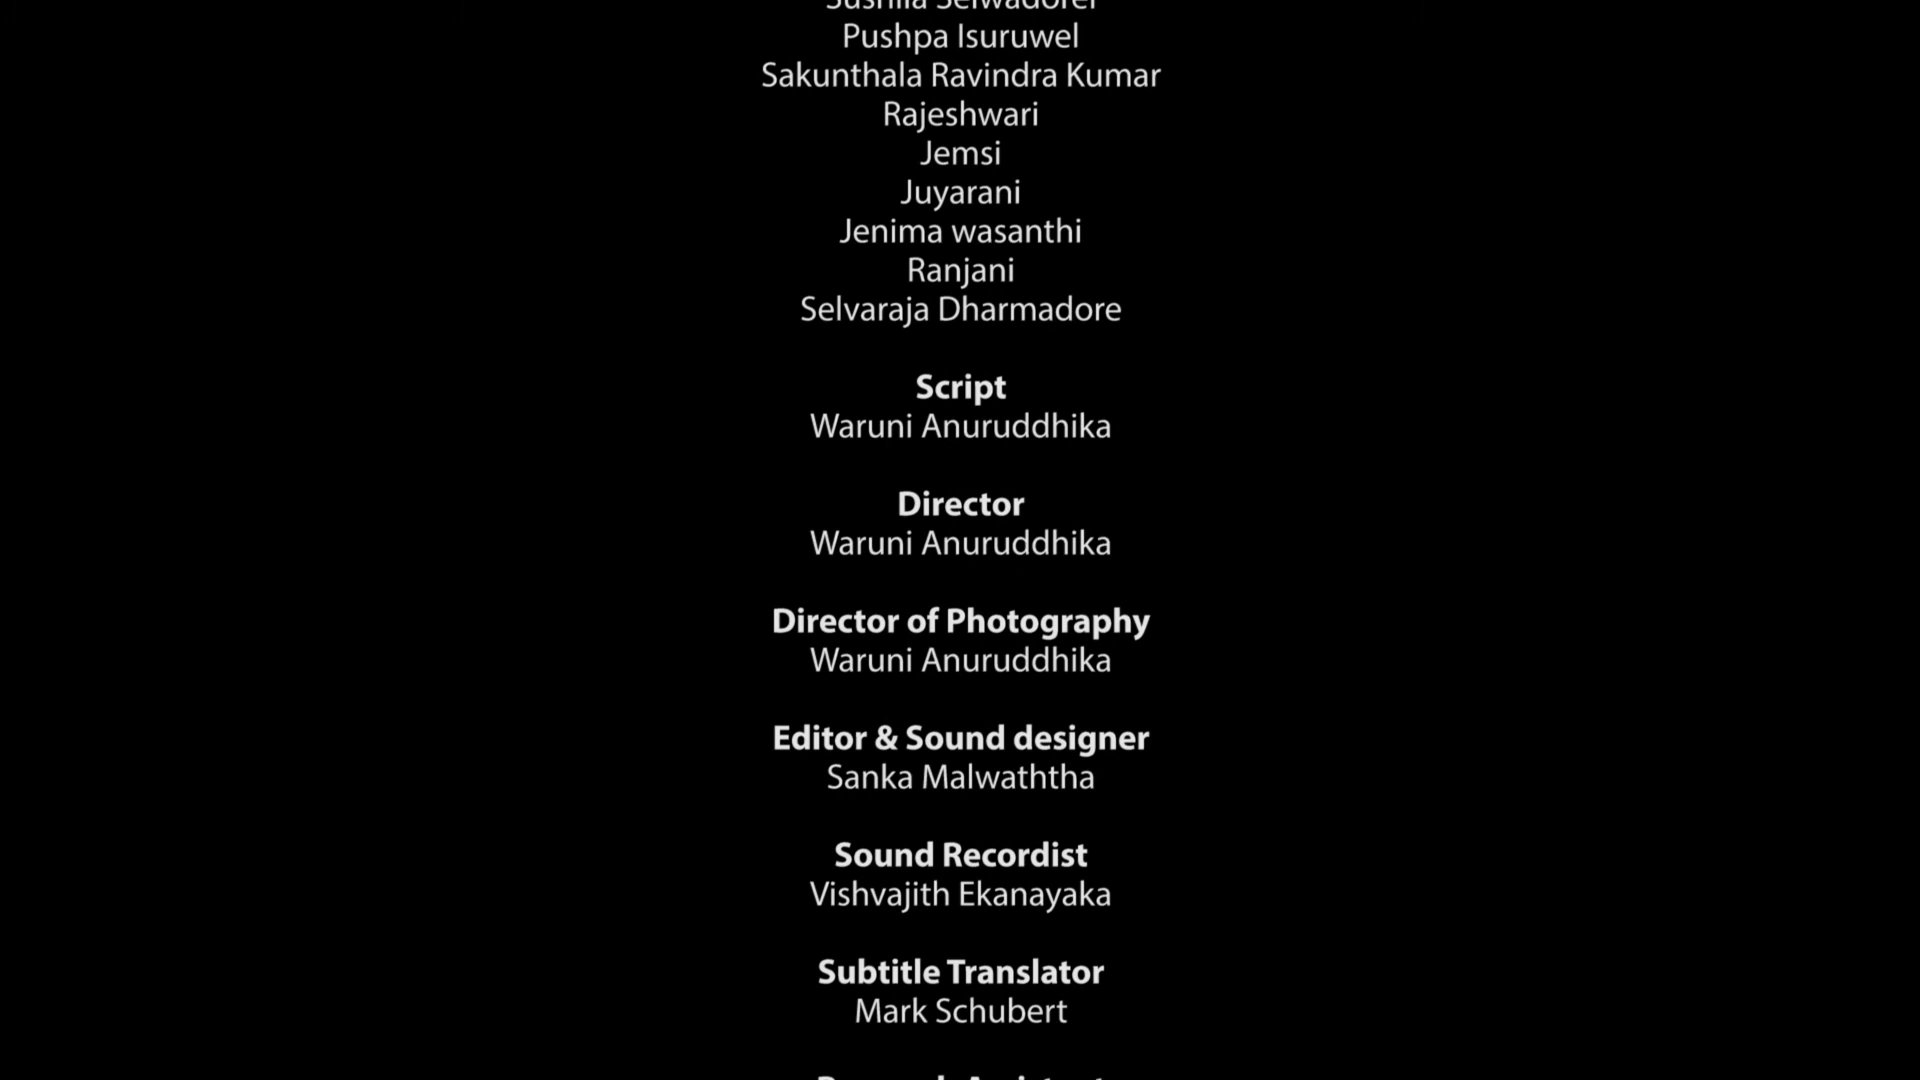 Pushpa Isuruwel
Sakunthala Ravindra Kumar
Rajeshwari
Jemsi
Juyarani
Jenima wasanthi
Ranjani
Selvaraja Dharmadore
Script
Waruni Anuruddhika
Director
Waruni Anuruddhika
Director of Photography
Waruni Anuruddhika
Editor & Sound designer
Sanka Malwaththa
Sound Recordist
Vishvajith Ekanayaka
Subtitle Translator
Mark Schubert